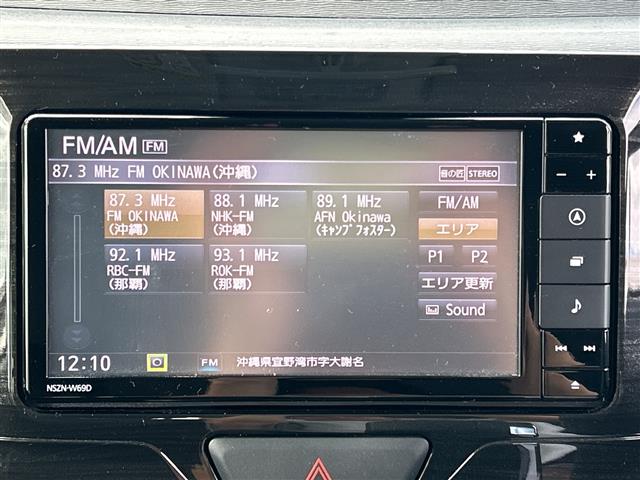 FM/AM FM
87.3 MHz FM OKINAWA(沖縄) 音の匠 STEREO
87.3 MHz
FM OKINAWA
(沖縄)
88.1 MHz
NHK-FM
(沖縄)
89.1 MHz
AFN Okinawa
(ｷｬﾝﾌﾟﾌｫｽﾀｰ)
FM/AM
エリア
92.1 MHz
RBC-FM
(那覇)
93.1 MHz
ROK-FM
(那覇)
P1 P2
エリア更新
Sound
12:10 FM 沖縄県宜野湾市字大謝名
NSZN-W69D